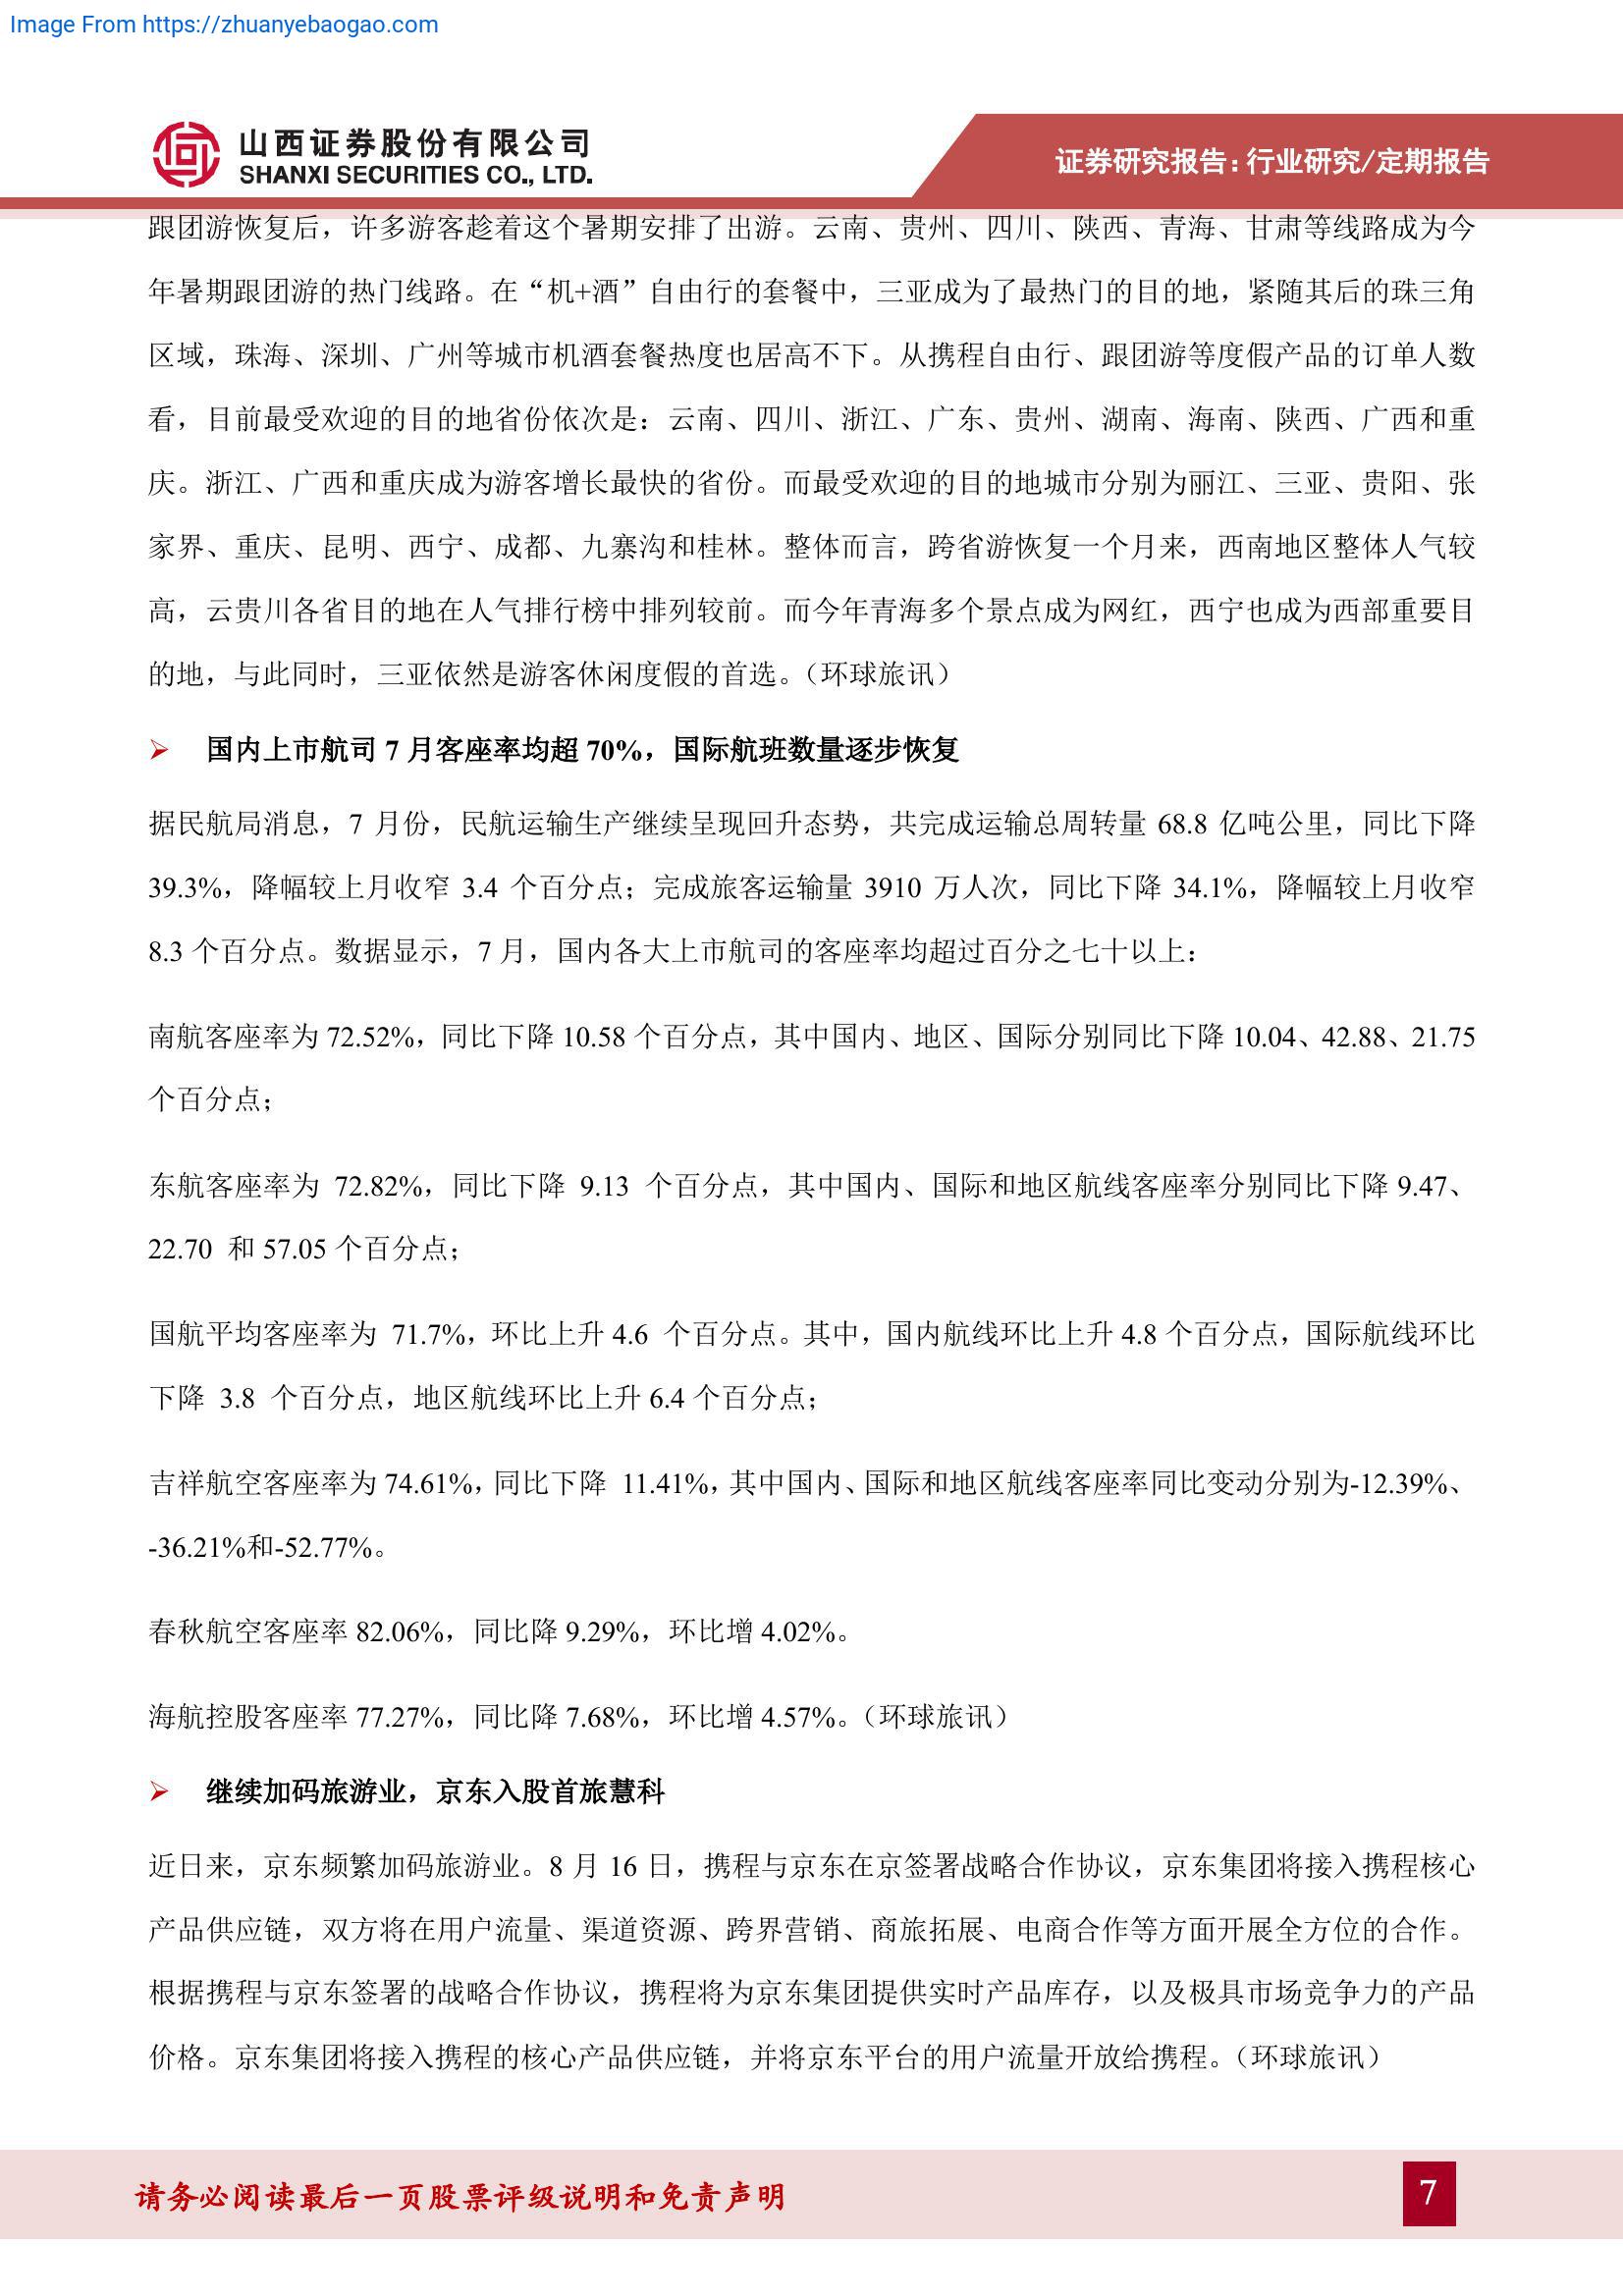 Image From https://zhuanyebaogao.com
山西证券股份有限公司
SHANXI SECURITIES CO., LTD.
证券研究报告：行业研究/定期报告
跟团游恢复后，许多游客趁着这个暑期安排了出游。云南、贵州、四川、陕西、青海、甘肃等线路成为今
年暑期跟团游的热门线路。在“机+酒”自由行的套餐中，三亚成为了最热门的目的地，紧随其后的珠三角
区域，珠海、深圳、广州等城市机酒套餐热度也居高不下。从携程自由行、跟团游等度假产品的订单人数
看，目前最受欢迎的目的地省份依次是：云南、四川、浙江、广东、贵州、湖南、海南、陕西、广西和重
庆。浙江、广西和重庆成为游客增长最快的省份。而最受欢迎的目的地城市分别为丽江、三亚、贵阳、张
家界、重庆、昆明、西宁、成都、九寨沟和桂林。整体而言，跨省游恢复一个月来，西南地区整体人气较
高，云贵川各省目的地在人气排行榜中排列较前。而今年青海多个景点成为网红，西宁也成为西部重要目
的地，与此同时，三亚依然是游客休闲度假的首选。（环球旅讯）
➢ 国内上市航司 7 月客座率均超 70%，国际航班数量逐步恢复
据民航局消息，7 月份，民航运输生产继续呈现回升态势，共完成运输总周转量 68.8 亿吨公里，同比下降
39.3%，降幅较上月收窄 3.4 个百分点；完成旅客运输量 3910 万人次，同比下降 34.1%，降幅较上月收窄
8.3 个百分点。数据显示，7 月，国内各大上市航司的客座率均超过百分之七十以上：
南航客座率为 72.52%，同比下降 10.58 个百分点，其中国内、地区、国际分别同比下降 10.04、42.88、21.75
个百分点；
东航客座率为 72.82%，同比下降 9.13 个百分点，其中国内、国际和地区航线客座率分别同比下降 9.47、
22.70 和 57.05 个百分点；
国航平均客座率为 71.7%，环比上升 4.6 个百分点。其中，国内航线环比上升 4.8 个百分点，国际航线环比
下降 3.8 个百分点，地区航线环比上升 6.4 个百分点；
吉祥航空客座率为 74.61%，同比下降 11.41%，其中国内、国际和地区航线客座率同比变动分别为-12.39%、
-36.21%和-52.77%。
春秋航空客座率 82.06%，同比降 9.29%，环比增 4.02%。
海航控股客座率 77.27%，同比降 7.68%，环比增 4.57%。（环球旅讯）
➢ 继续加码旅游业，京东入股首旅慧科
近日来，京东频繁加码旅游业。8 月 16 日，携程与京东在京签署战略合作协议，京东集团将接入携程核心
产品供应链，双方将在用户流量、渠道资源、跨界营销、商旅拓展、电商合作等方面开展全方位的合作。
根据携程与京东签署的战略合作协议，携程将为京东集团提供实时产品库存，以及极具市场竞争力的产品
价格。京东集团将接入携程的核心产品供应链，并将京东平台的用户流量开放给携程。（环球旅讯）
请务必阅读最后一页股票评级说明和免责声明
7